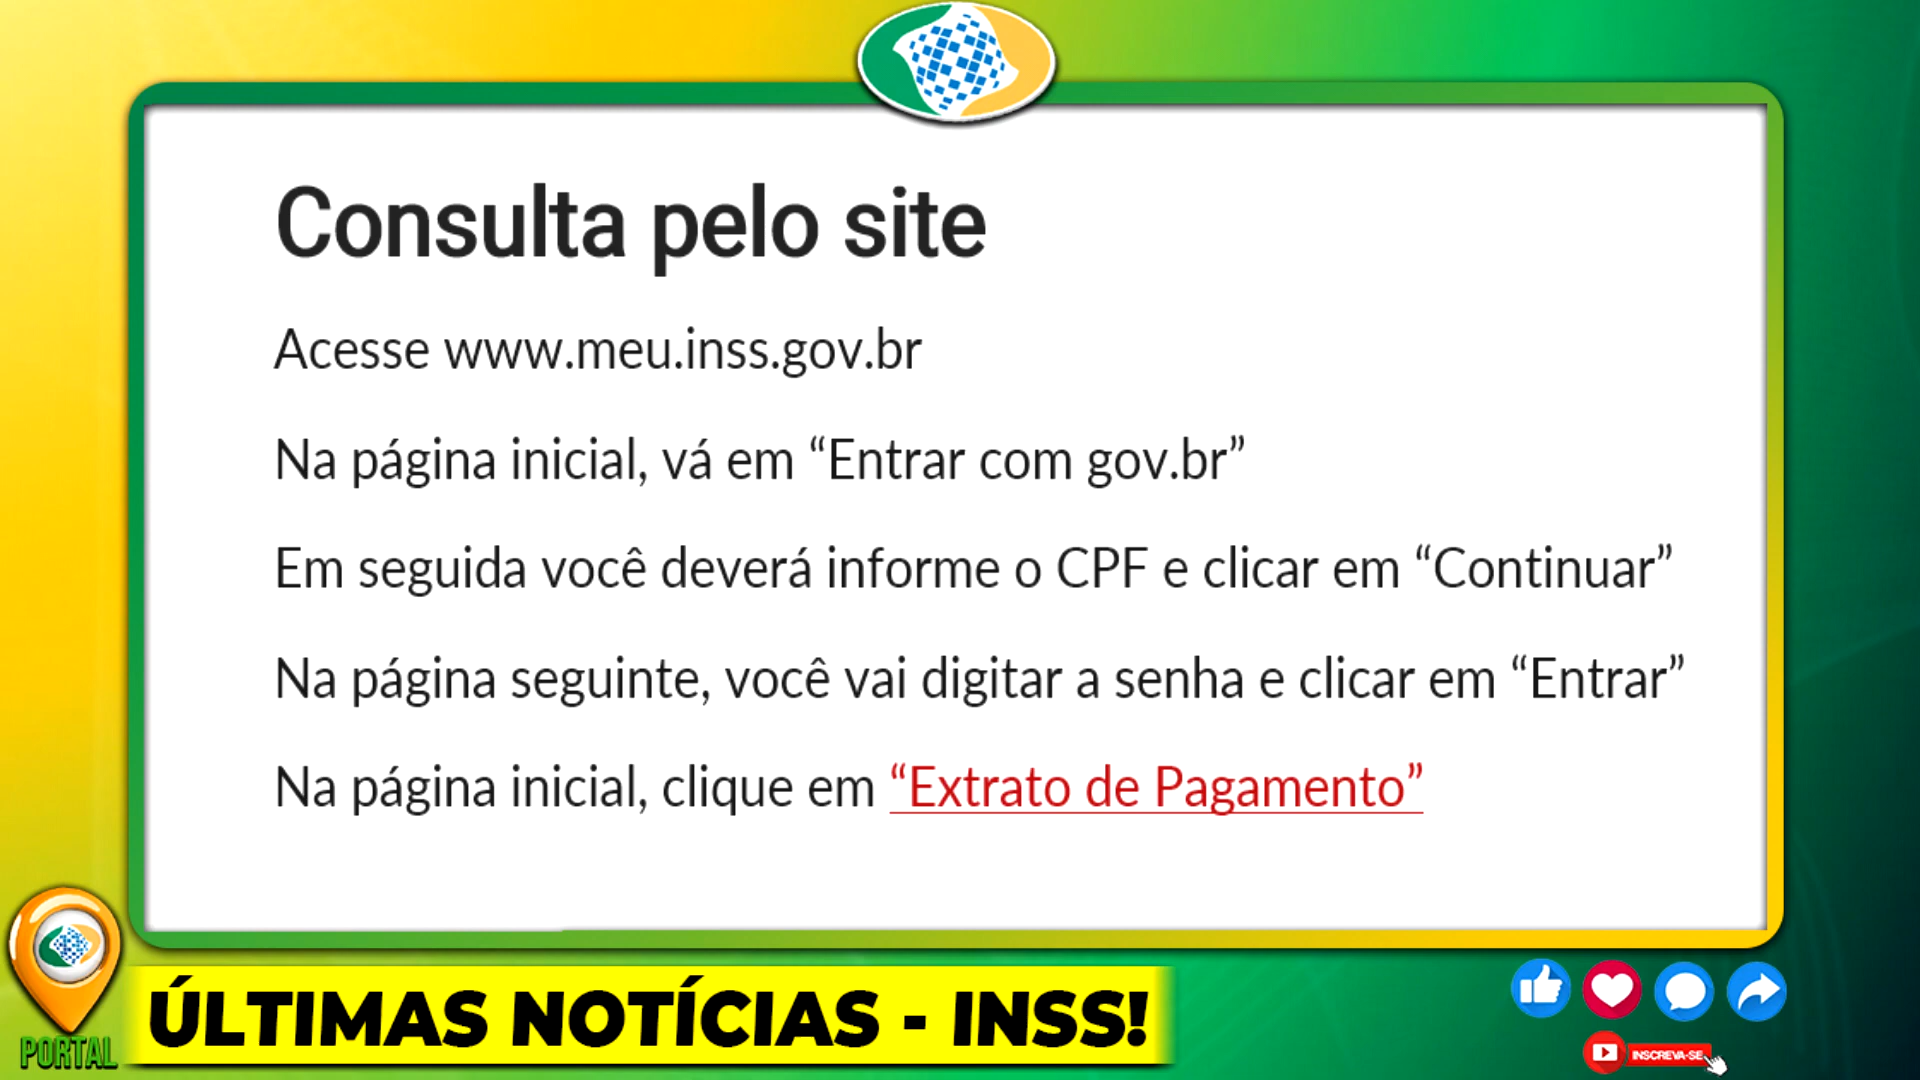 Consulta pelo site
Acesse www.meu.inss.gov.br
Na página inicial, vá em “Entrar com gov.br”
Em seguida você deverá informe o CPF e clicar em “Continuar”
Na página seguinte, você vai digitar a senha e clicar em “Entrar”
Na página inicial, clique em “Extrato de Pagamento”
PORTAL
ÚLTIMAS NOTÍCIAS - INSS!
INSCREVA-SE